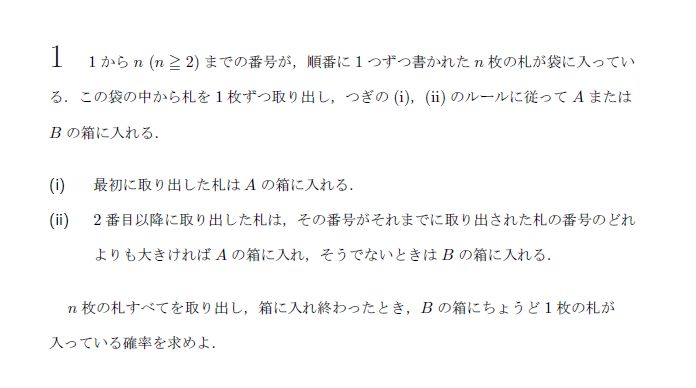 1 1 から n (n ≧ 2) までの番号が，順番に 1 つずつ書かれた n 枚の札が袋に入ってい
る．この袋の中から札を 1 枚ずつ取り出し，つぎの (i)，(ii) のルールに従って A または
B の箱に入れる．
(i) 最初に取り出した札は A の箱に入れる．
(ii) 2 番目以降に取り出した札は，その番号がそれまでに取り出された札の番号のどれ
よりも大きければ A の箱に入れ，そうでないときは B の箱に入れる．
n 枚の札すべてを取り出し，箱に入れ終わったとき，B の箱にちょうど 1 枚の札が
入っている確率を求めよ．